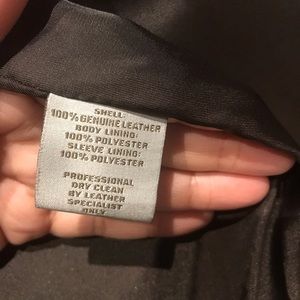 SHELL:
100% GENUINE LEATHER
BODY LINING:
100% POLYESTER
SLEEVE LINING:
100% POLYESTER
PROFESSIONAL
DRY CLEAN
BY LEATHER
SPECIALIST
ONLY